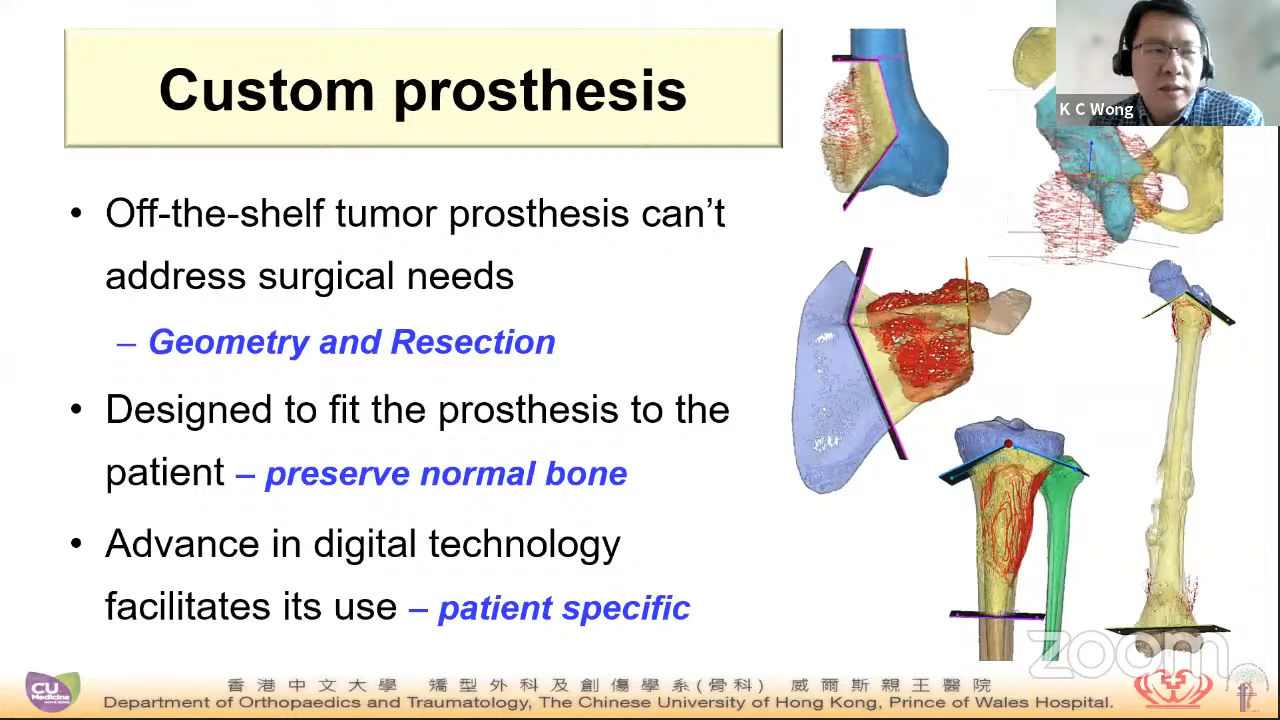 Custom prosthesis
K C Wong
• Off-the-shelf tumor prosthesis can’t
address surgical needs
– Geometry and Resection
• Designed to fit the prosthesis to the
patient – preserve normal bone
• Advance in digital technology
facilitates its use – patient specific
zoom
CU
Medicine
香港中文大學 矯型外科及創傷學系(骨科) 威爾斯親王醫院
Department of Orthopaedics and Traumatology, The Chinese University of Hong Kong, Prince of Wales Hospital.